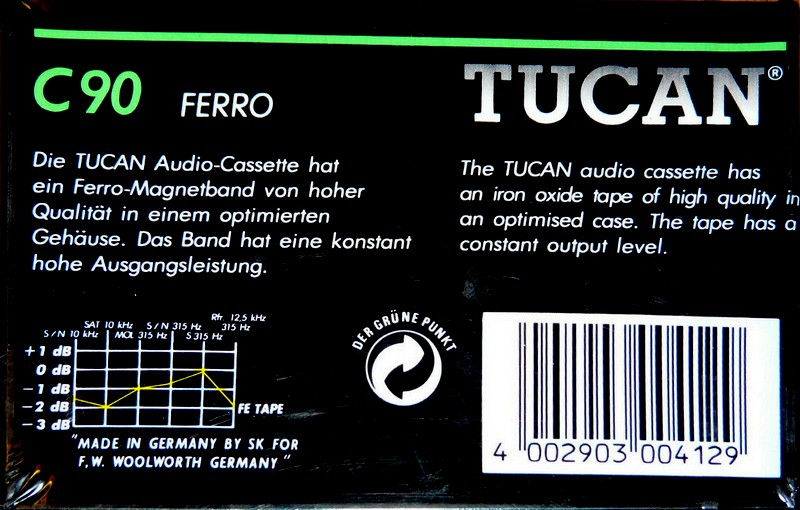 C90 FERRO
TUCAN®
Die TUCAN Audio-Cassette hat
ein Ferro-Magnetband von hoher
Qualität in einem optimierten
Gehäuse. Das Band hat eine konstant
hohe Ausgangsleistung.
The TUCAN audio cassette has
an iron oxide tape of high quality in
an optimised case. The tape has a
constant output level.
Rfr. 12,5 kHz
SAT 10 kHz S/N 315 Hz 315 Hz
S/N 10 kHz MOL 315 Hz S 315 Hz
+1 dB
0 dB
-1 dB
-2 dB
-3 dB
FE TAPE
"MADE IN GERMANY BY SK FOR
F.W. WOOLWORTH GERMANY"
DER GRÜNE PUNKT
4 002903 004129